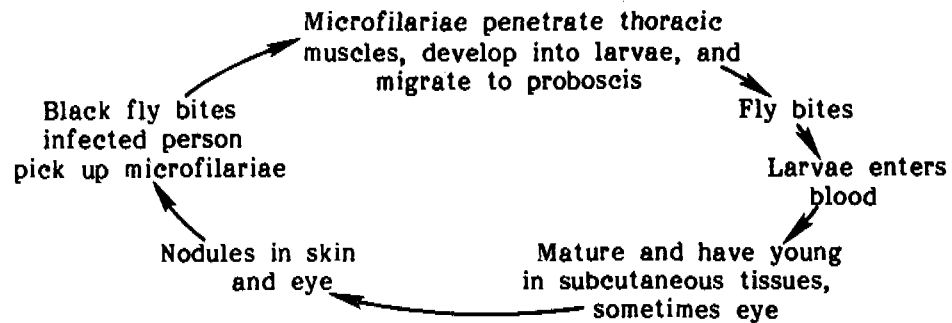 Microfilariae penetrate thoracic
muscles, develop into larvae, and
migrate to proboscis
Fly bites
Larvae enters
blood
Mature and have young
in subcutaneous tissues,
sometimes eye
Nodules in skin
and eye
Black fly bites
infected person
pick up microfilariae